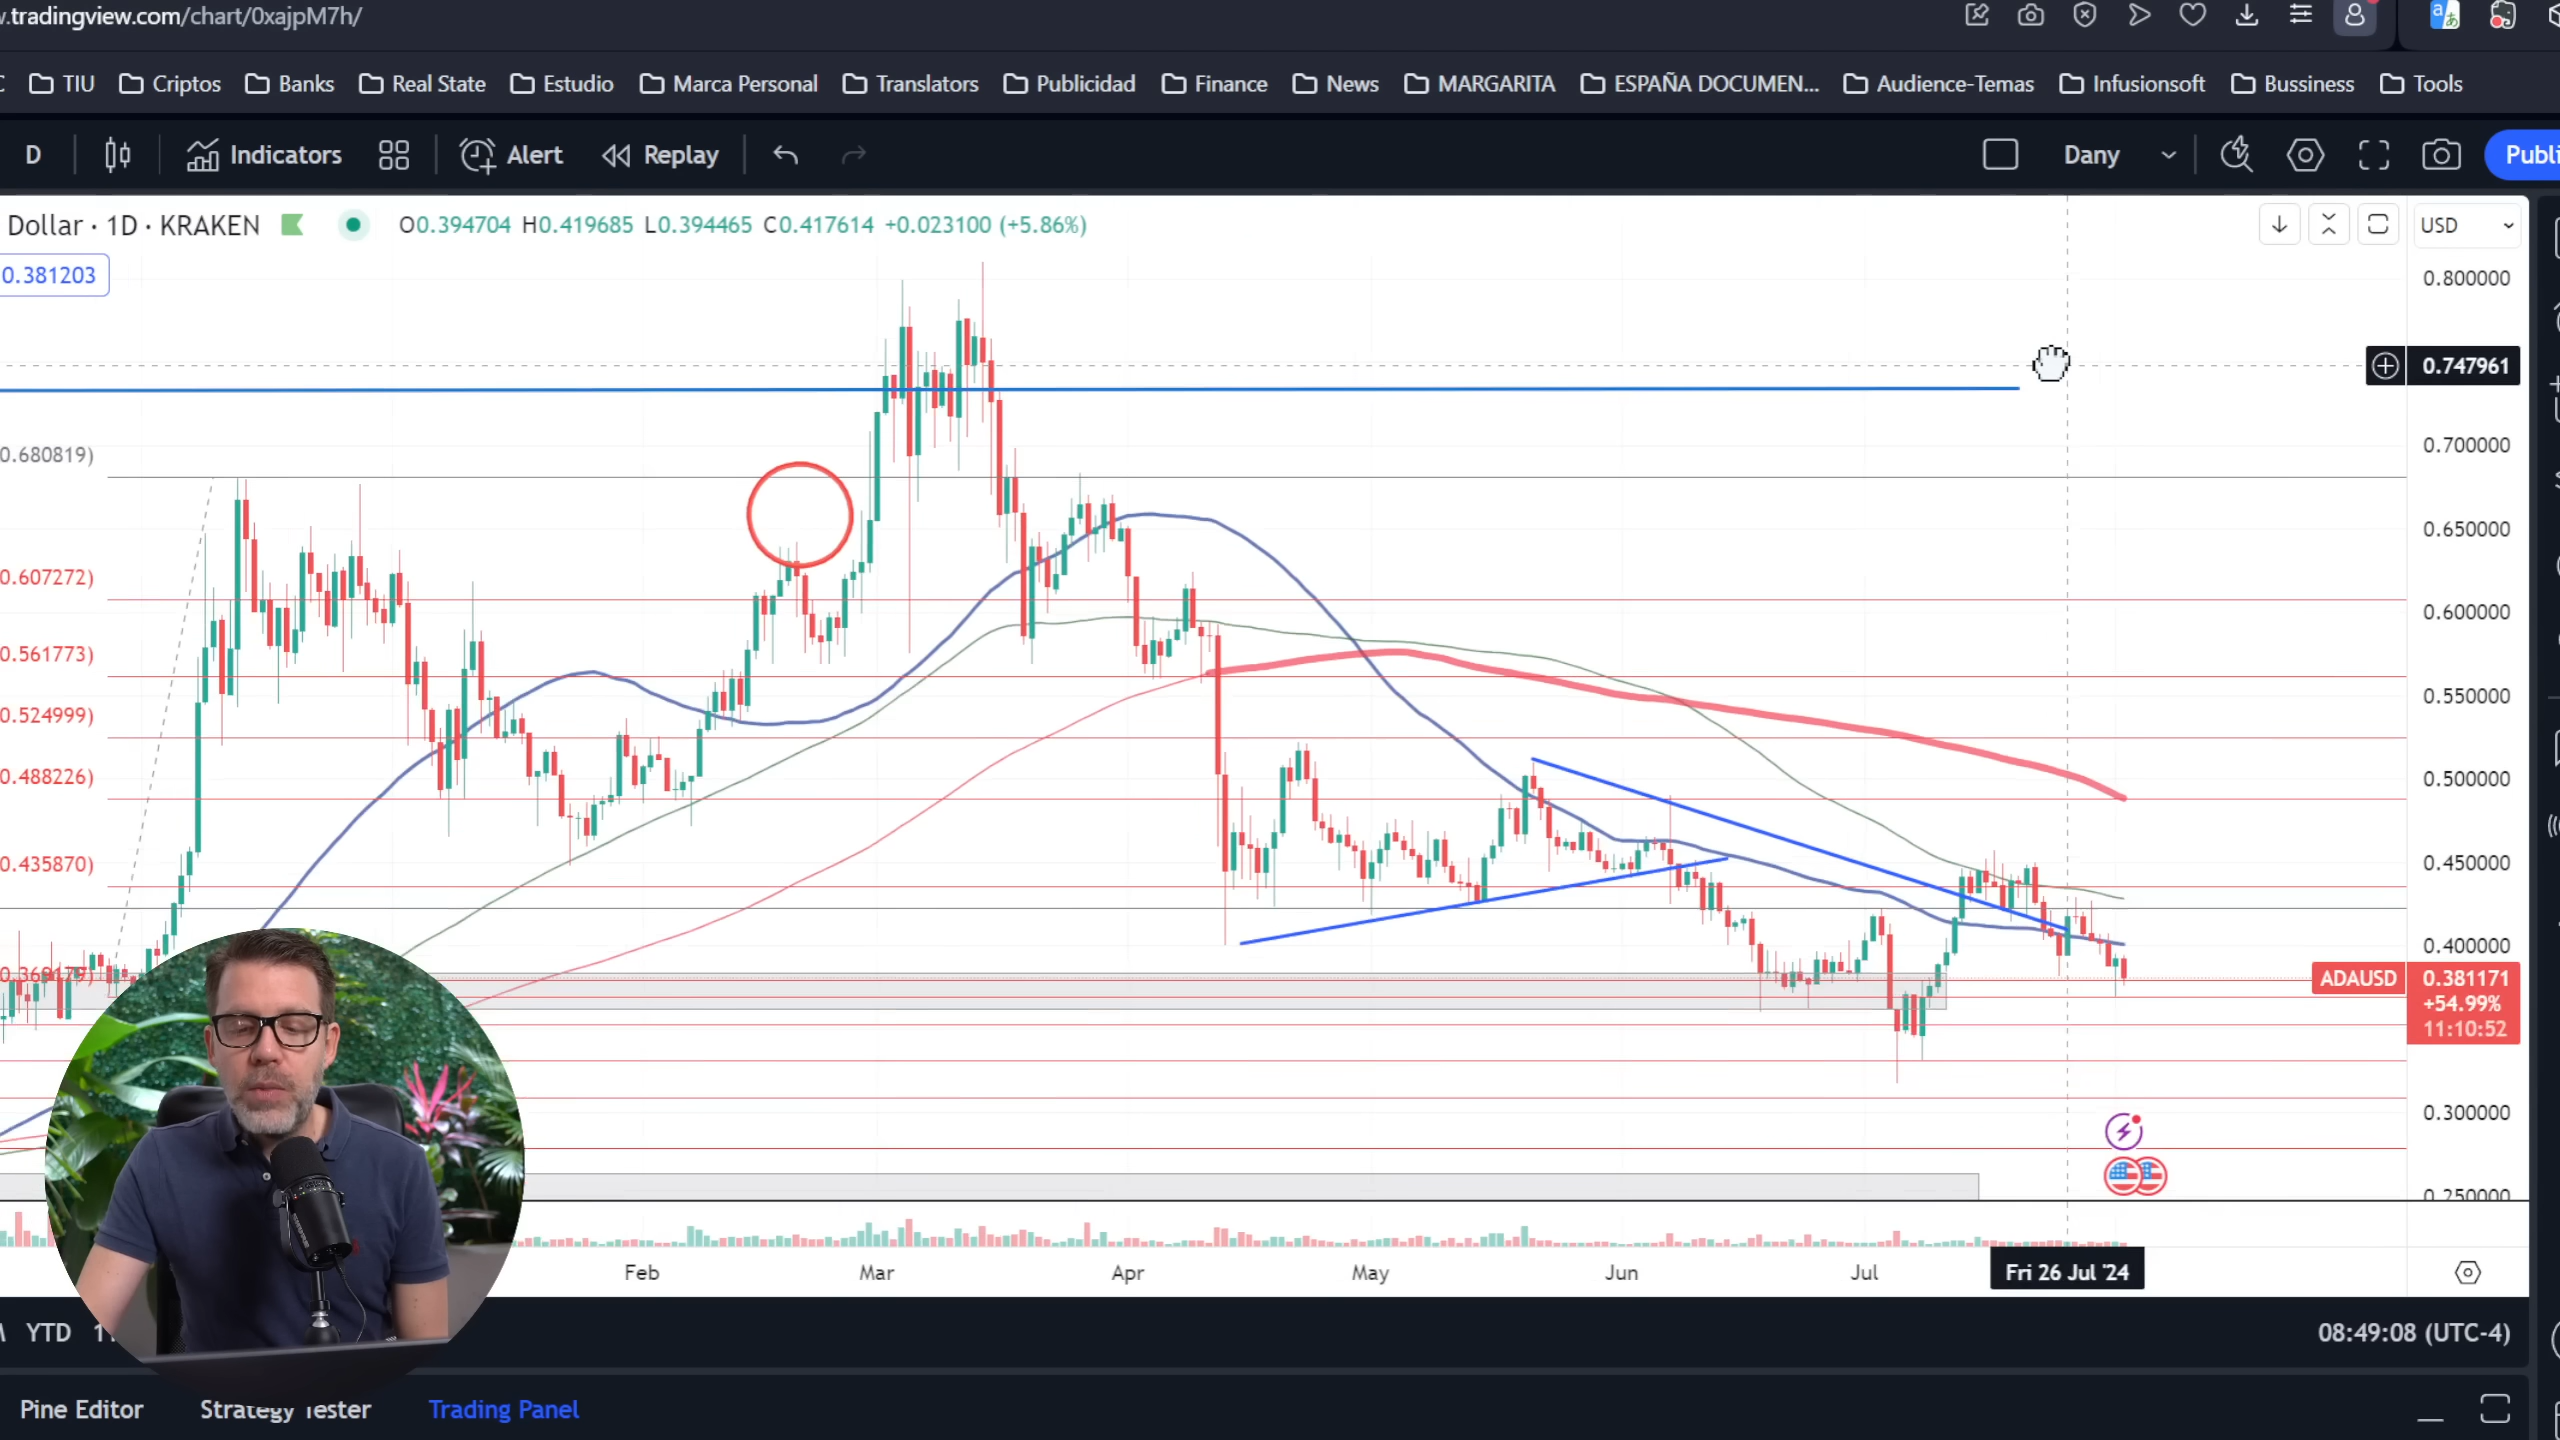 .tradingview.com/chart/0xajpM7h/
TIU Criptos Banks Real State Estudio Marca Personal Translators Publicidad Finance News MARGARITA ESPAÑA DOCUMEN... Audience-Temas Infusionsoft Bussiness Tools
D Indicators Alert Replay Dany Publi
Dollar · 1D · KRAKEN O0.394704 H0.419685 L0.394465 C0.417614 +0.023100 (+5.86%) USD
0.381203
0.800000
0.747961
0.700000
0.680819)
0.650000
0.607272)
0.600000
0.561773)
0.550000
0.524999)
0.500000
0.488226)
0.450000
0.435870)
0.400000
ADAUSD 0.381171
+54.99%
11:10:52
0.300000
0.250000
Feb Mar Apr May Jun Jul Fri 26 Jul '24
YTD
08:49:08 (UTC-4)
Pine Editor Strategy Tester Trading Panel